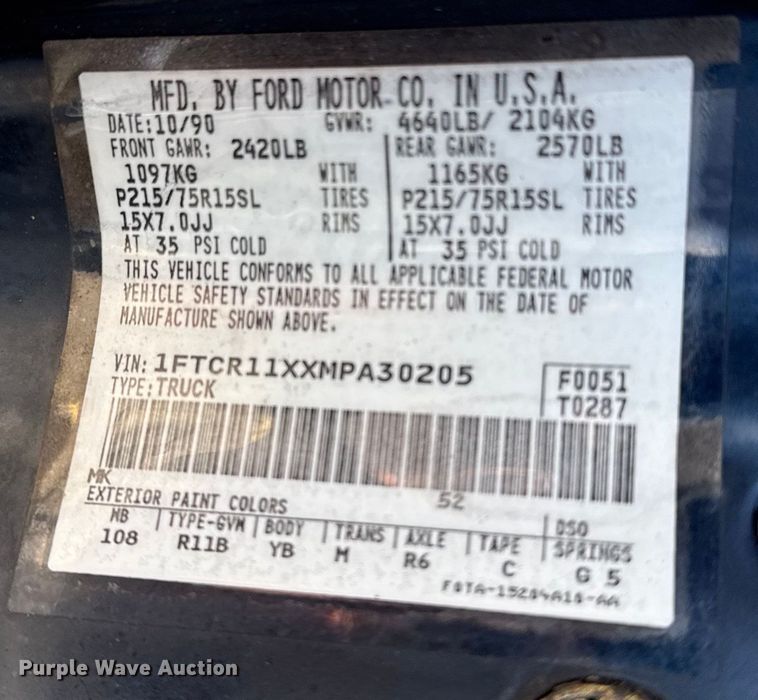 MFD. BY FORD MOTOR CO. IN U.S.A.
DATE: 10/90 GVWR: 4640LB/ 2104KG
FRONT GAWR: 2420LB REAR GAWR: 2570LB
1097KG WITH 1165KG WITH
P215/75R15SL TIRES P215/75R15SL TIRES
15X7.0JJ RIMS 15X7.0JJ RIMS
AT 35 PSI COLD AT 35 PSI COLD
THIS VEHICLE CONFORMS TO ALL APPLICABLE FEDERAL MOTOR
VEHICLE SAFETY STANDARDS IN EFFECT ON THE DATE OF
MANUFACTURE SHOWN ABOVE.
VIN: 1FTCR11XXMPA30205 F0051
TYPE: TRUCK T0287
MK
EXTERIOR PAINT COLORS 52 DSO
WB TYPE-GVW BODY TRANS AXLE TAPE SPRINGS
108 R11B YB M R6 C G 5
F0TA-15204A10-AA
Purple Wave Auction